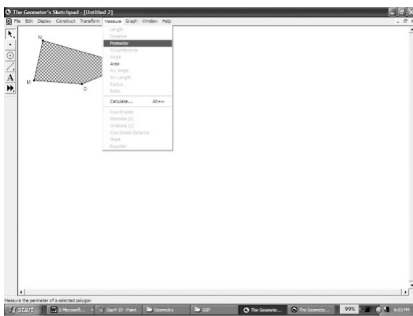 The Geometer's Sketchpad - [Untitled 2]
File Edit Display Construct Transform Measure Graph Window Help
Length
Distance
Perimeter
Circumference
Angle
Area
Arc Angle
Arc Length
Radius
Ratio
Calculate... Alt+=
Coordinates
Abscissa (x)
Ordinate (y)
Coordinate Distance
Slope
Equation
N
U
O
A
Measure the perimeter of a selected polygon
start
Geometry
GSP
The Geomete...
The Geomete...
99%